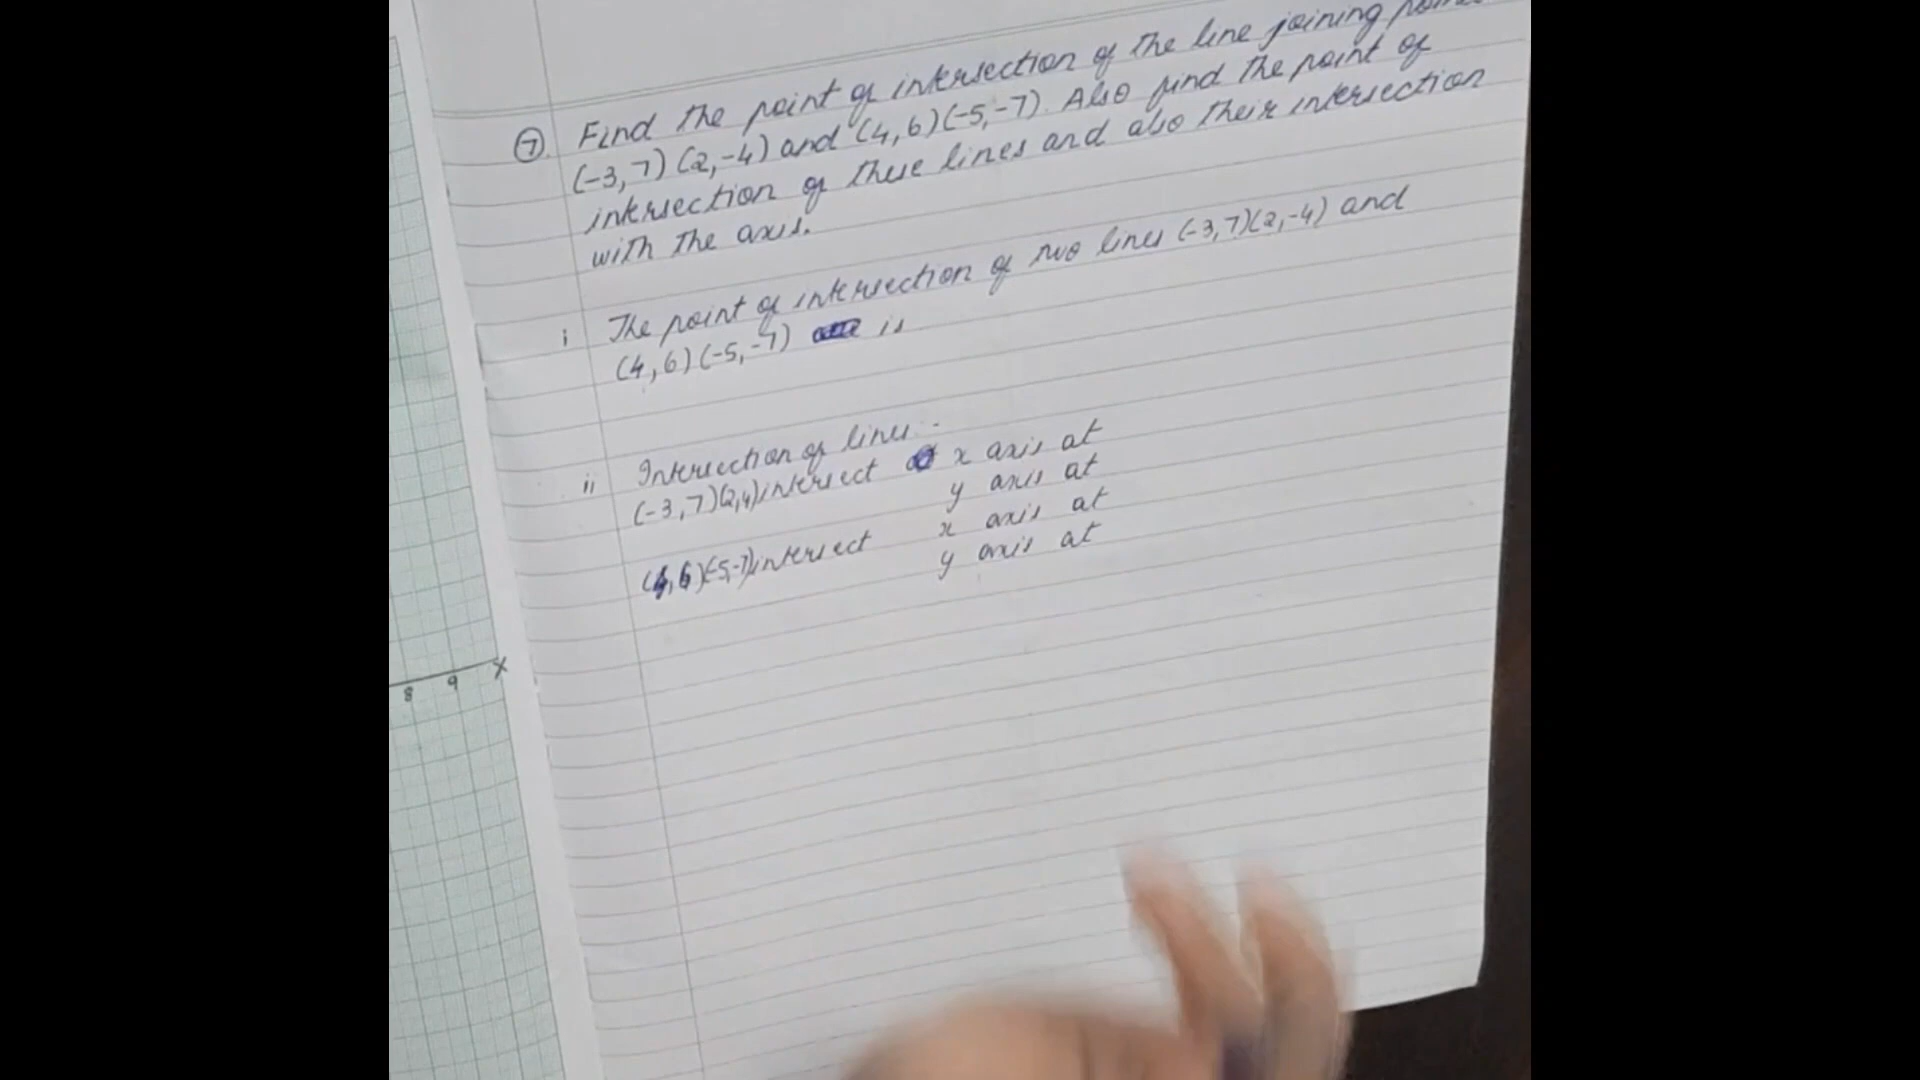 ⑦ Find the point of intersection of the line joining
(-3,7) (2,-4) and (4,6) (-5,-7). Also find the point of
intersection of these lines and also their intersection
with the axis.
i The point of intersection of two lines (-3,7)(2,-4) and
(4,6) (-5,-7) is
ii Intersection of lines.
(-3,7)(2,4) intersect x axis at
y axis at
(4,6)(-5,-7) intersect x axis at
y axis at
8 9 X